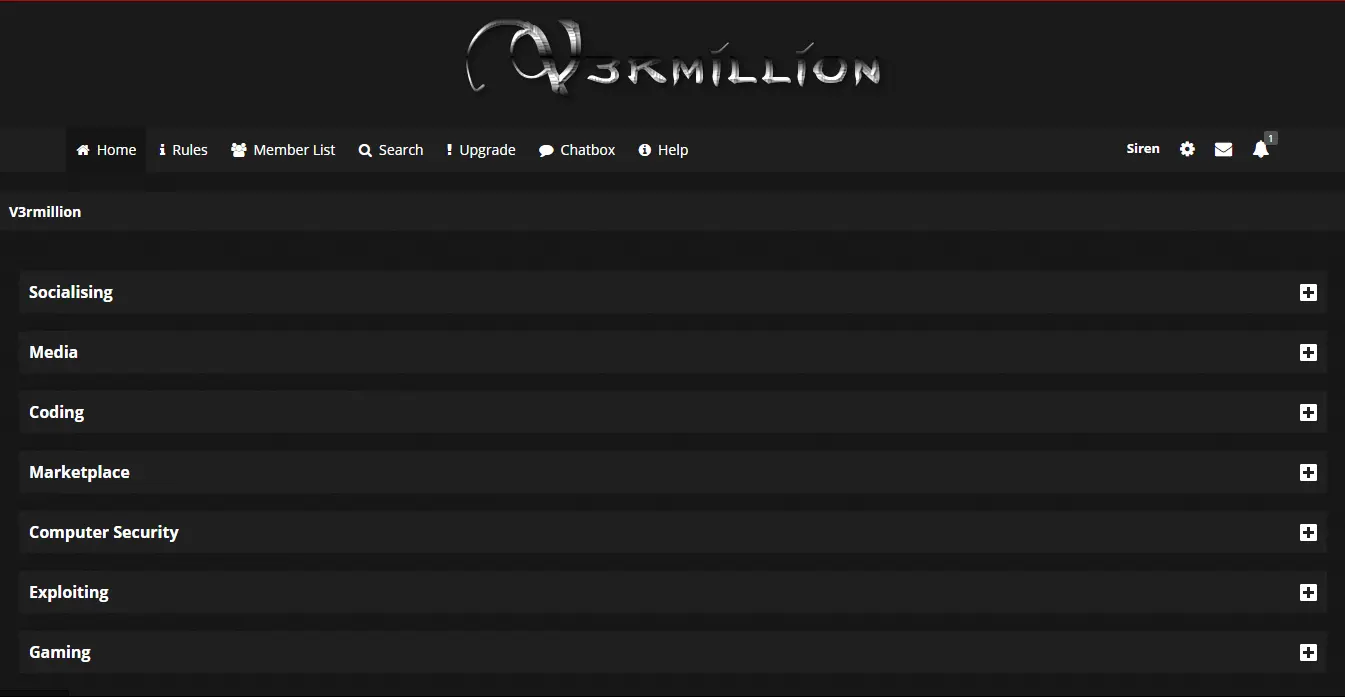 V3RMILLION
Home Rules Member List Search Upgrade Chatbox Help Siren 1
V3rmillion
Socialising
Media
Coding
Marketplace
Computer Security
Exploiting
Gaming